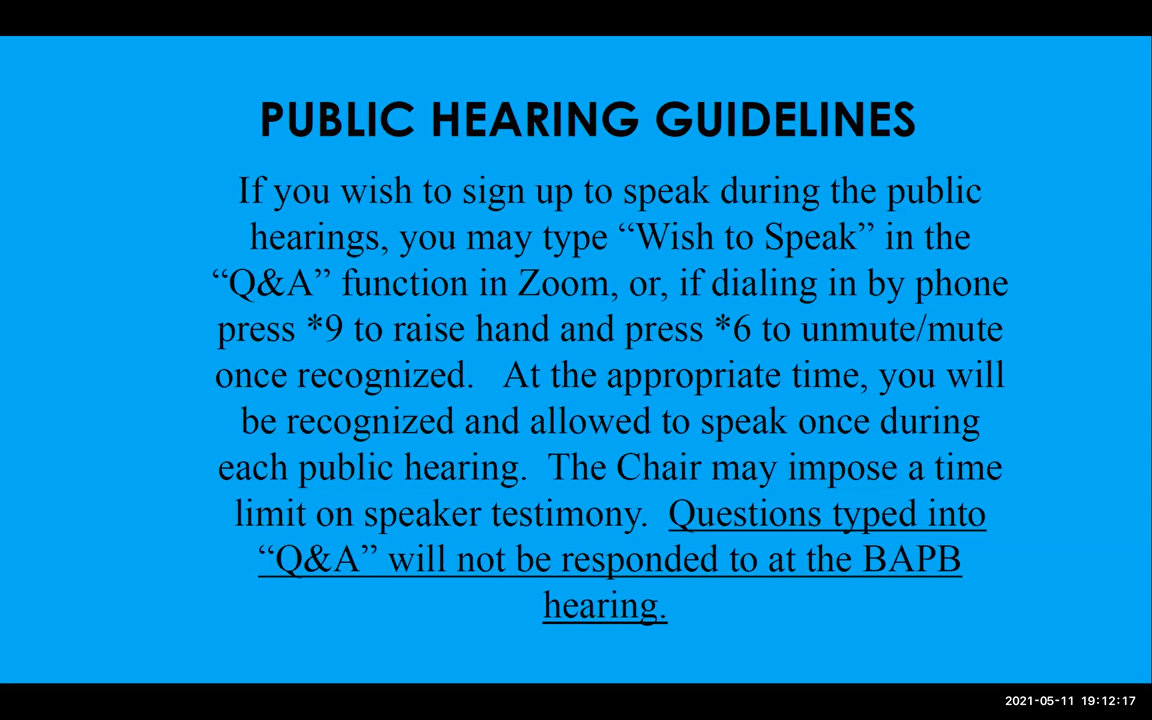 PUBLIC HEARING GUIDELINES
If you wish to sign up to speak during the public
hearings, you may type “Wish to Speak” in the
“Q&A” function in Zoom, or, if dialing in by phone
press *9 to raise hand and press *6 to unmute/mute
once recognized.   At the appropriate time, you will
be recognized and allowed to speak once during
each public hearing.  The Chair may impose a time
limit on speaker testimony.  Questions typed into
“Q&A” will not be responded to at the BAPB
hearing.
2021-05-11 19:12:17